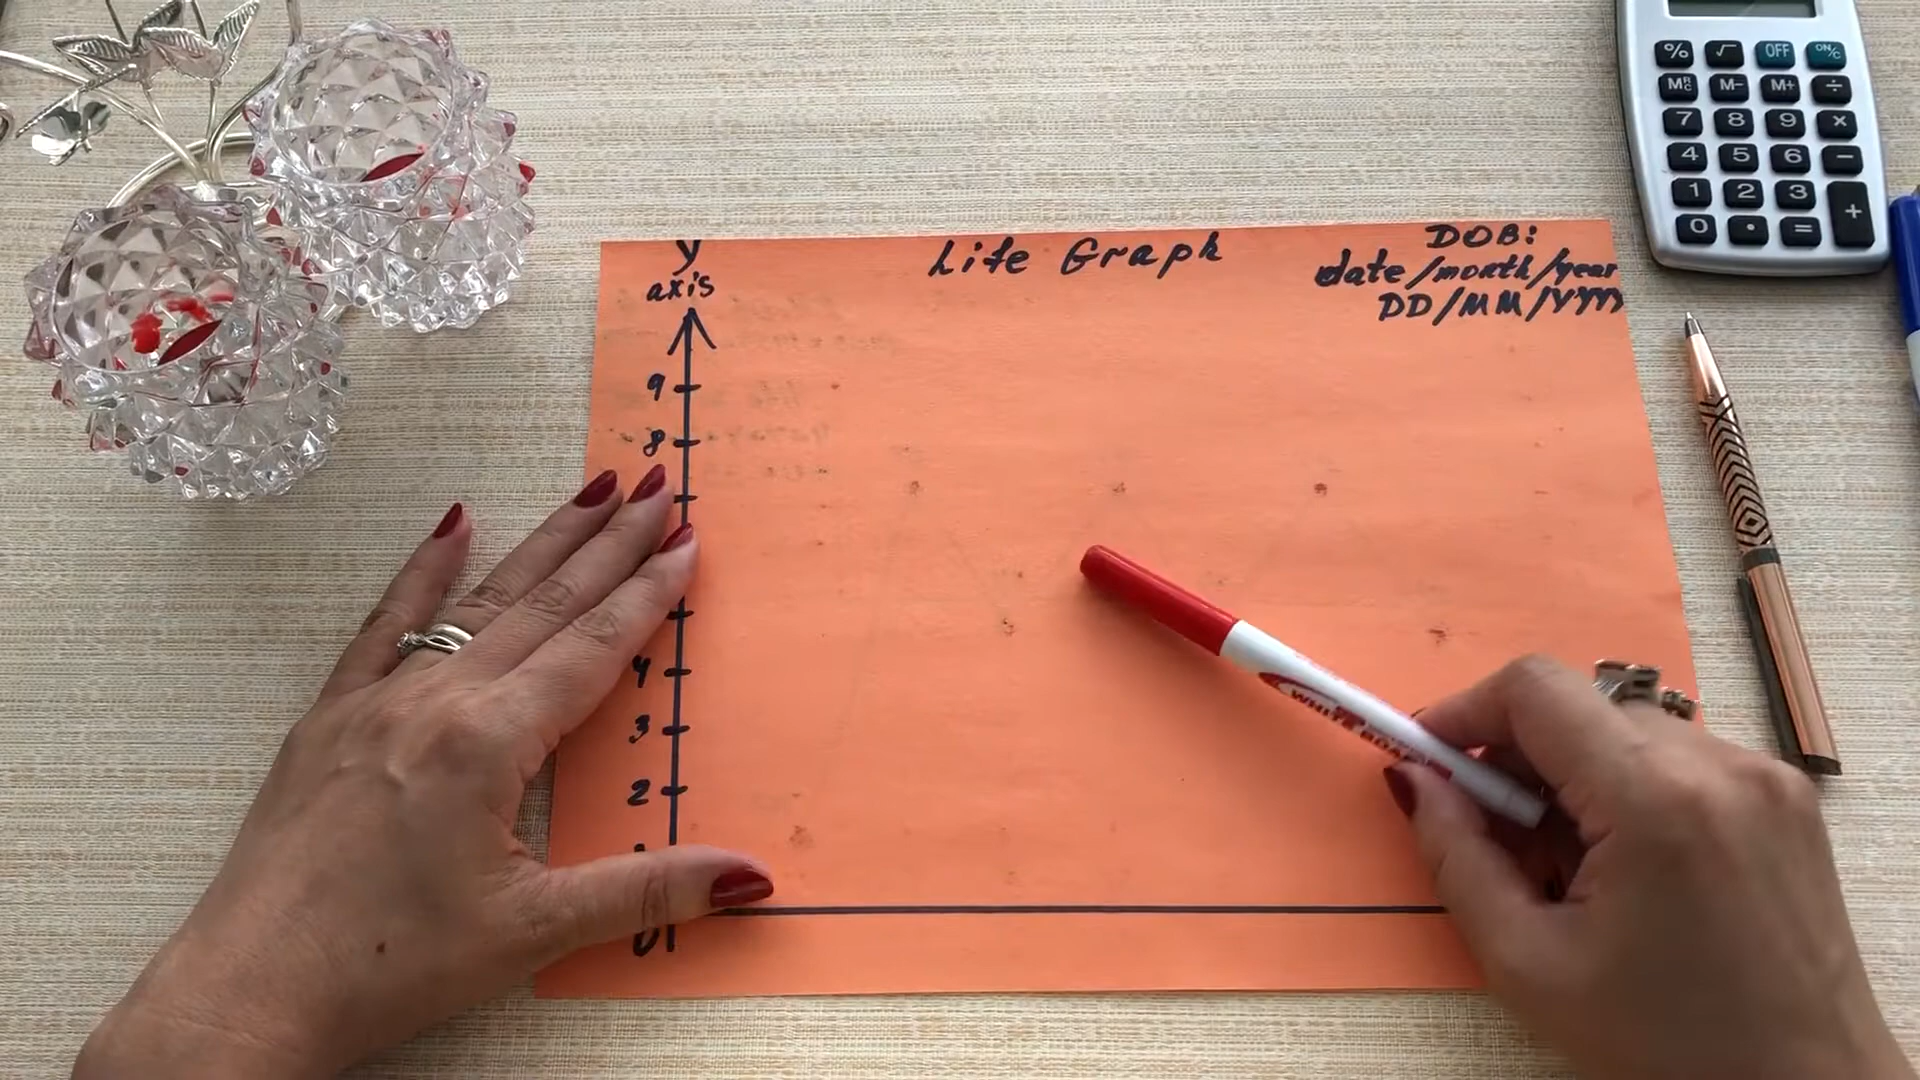 Life Graph
DOB:
date/month/year
DD/MM/YYYY
y
axis
9
8
4
3
2
0
WHITE BOARD
% √ OFF ON/C
MRC M- M+ ÷
7 8 9 ×
4 5 6 −
1 2 3 +
0 . =